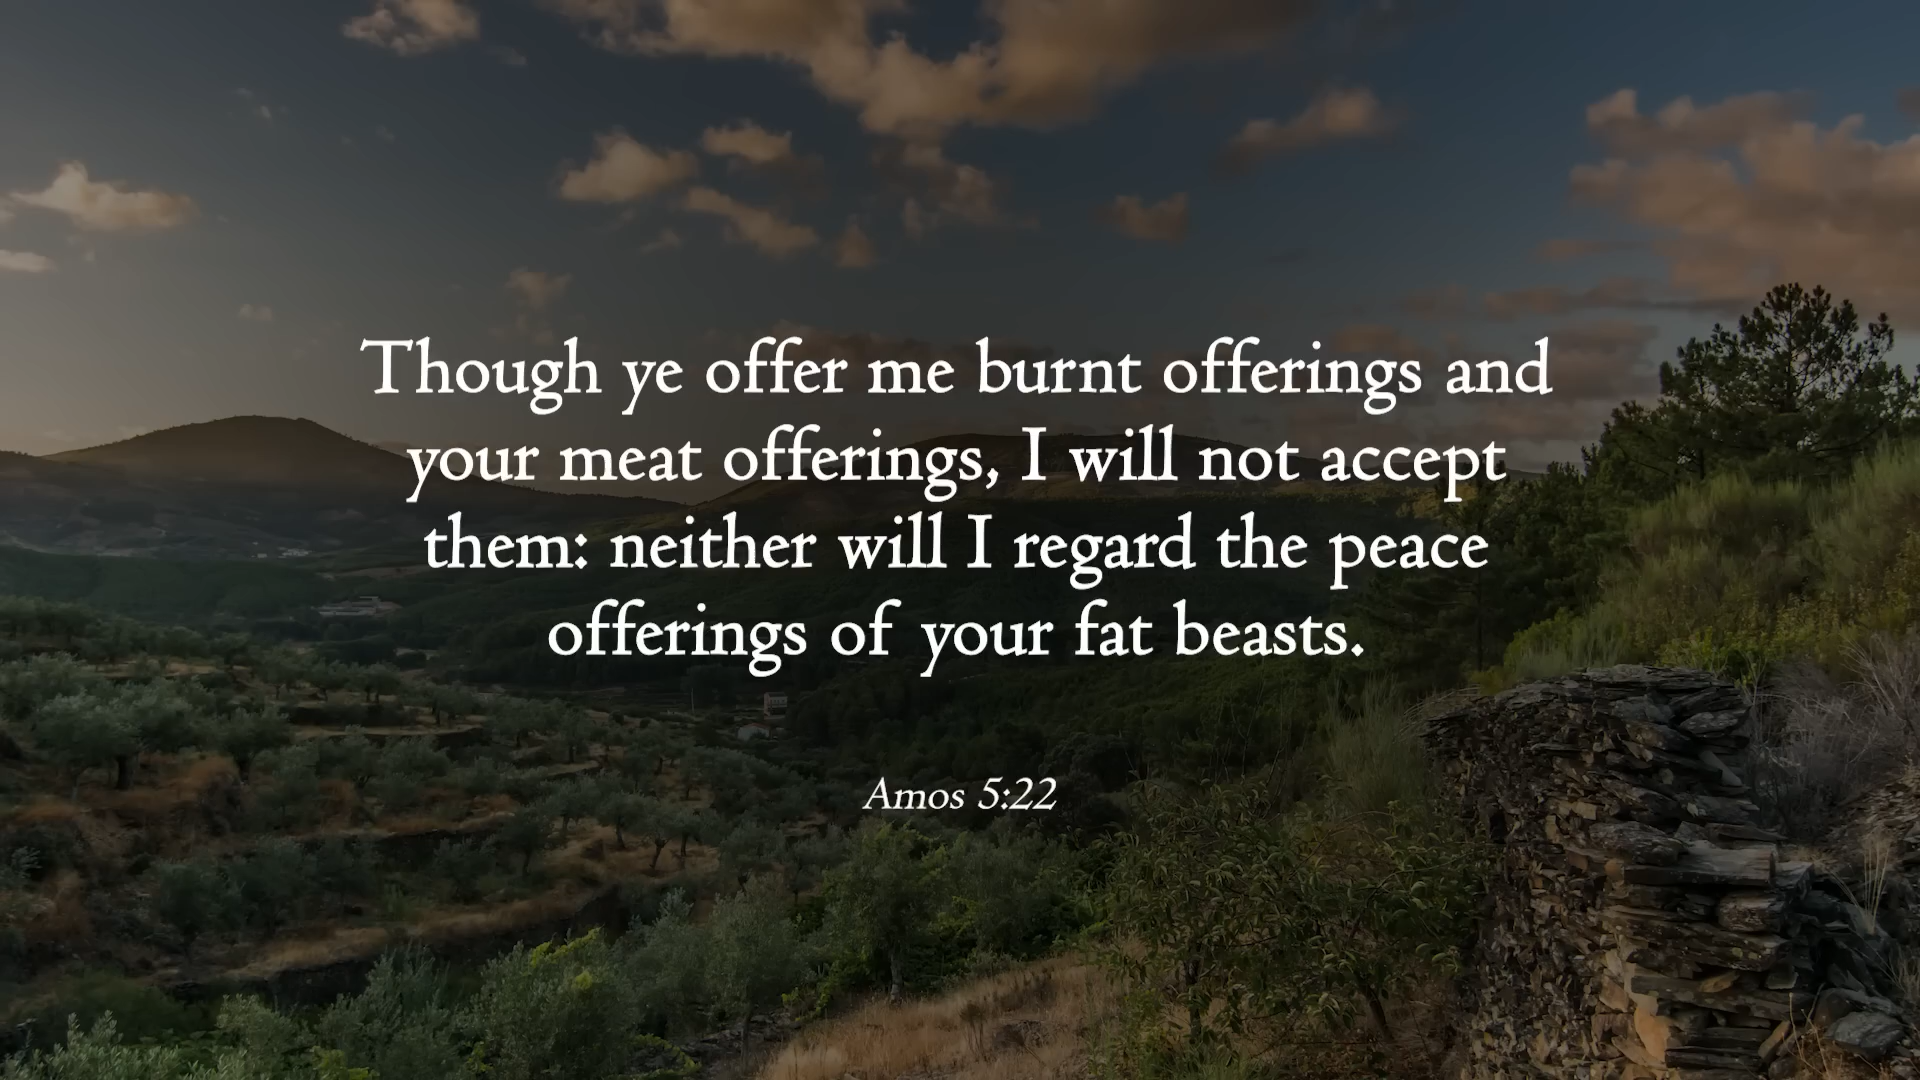 Though ye offer me burnt offerings and
your meat offerings, I will not accept
them: neither will I regard the peace
offerings of your fat beasts.
Amos 5:22